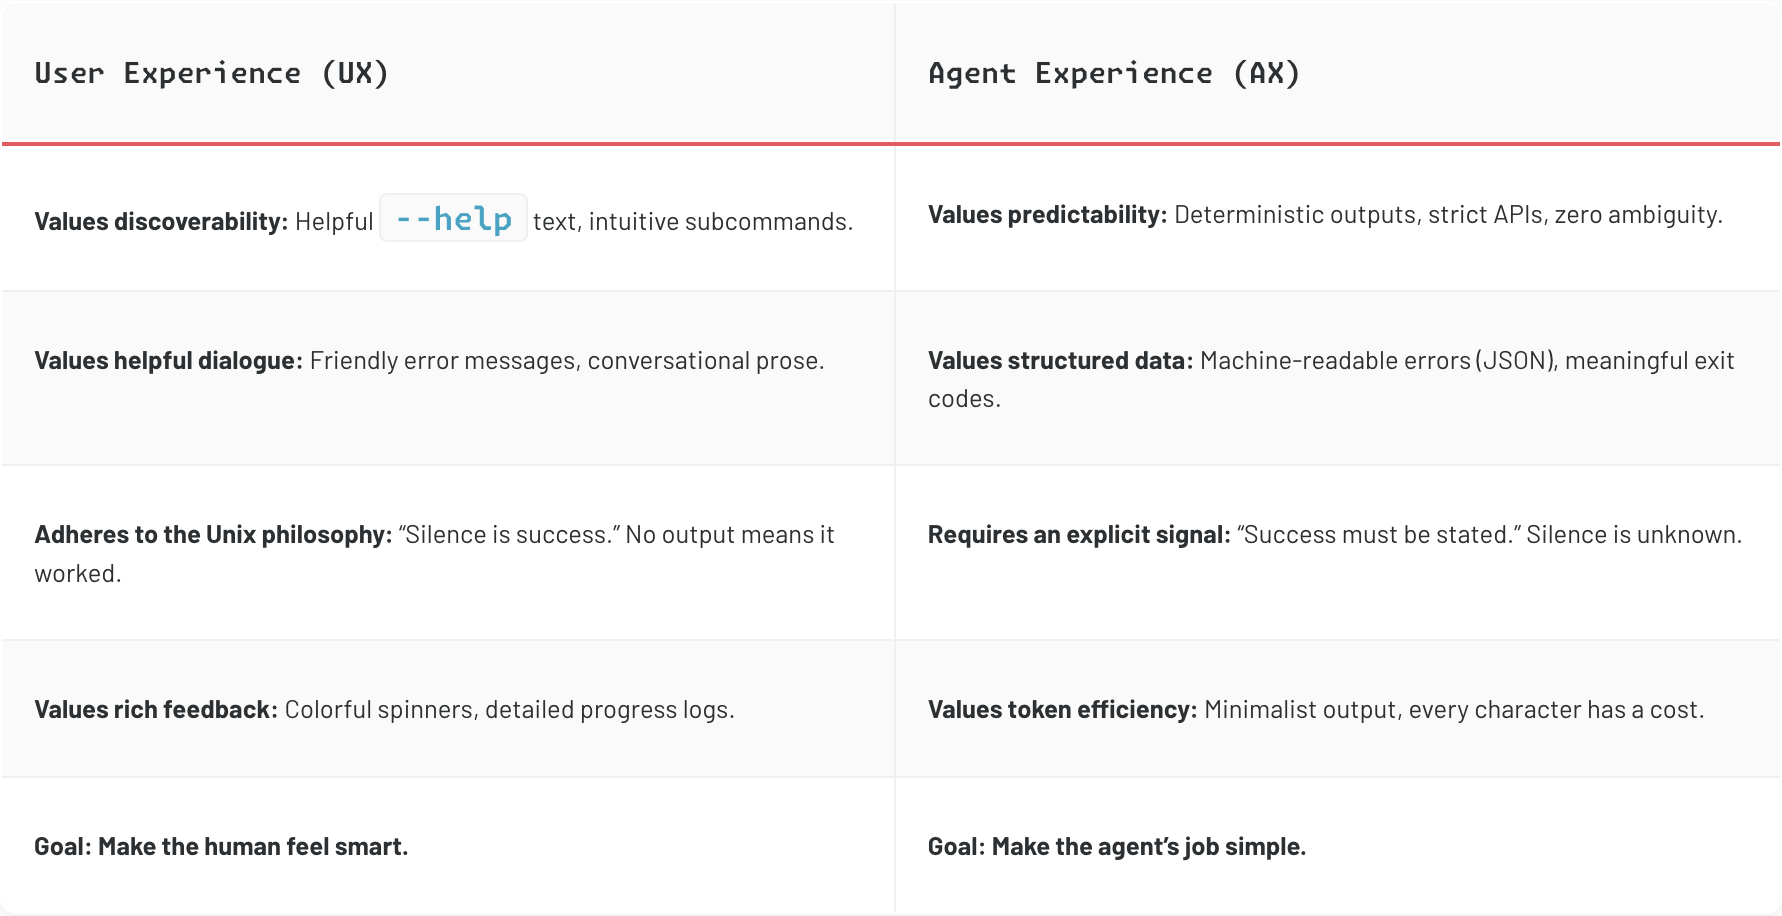 User Experience (UX)
Agent Experience (AX)
Values discoverability: Helpful --help text, intuitive subcommands.
Values predictability: Deterministic outputs, strict APIs, zero ambiguity.
Values helpful dialogue: Friendly error messages, conversational prose.
Values structured data: Machine-readable errors (JSON), meaningful exit
codes.
Adheres to the Unix philosophy: “Silence is success.” No output means it
worked.
Requires an explicit signal: “Success must be stated.” Silence is unknown.
Values rich feedback: Colorful spinners, detailed progress logs.
Values token efficiency: Minimalist output, every character has a cost.
Goal: Make the human feel smart.
Goal: Make the agent’s job simple.